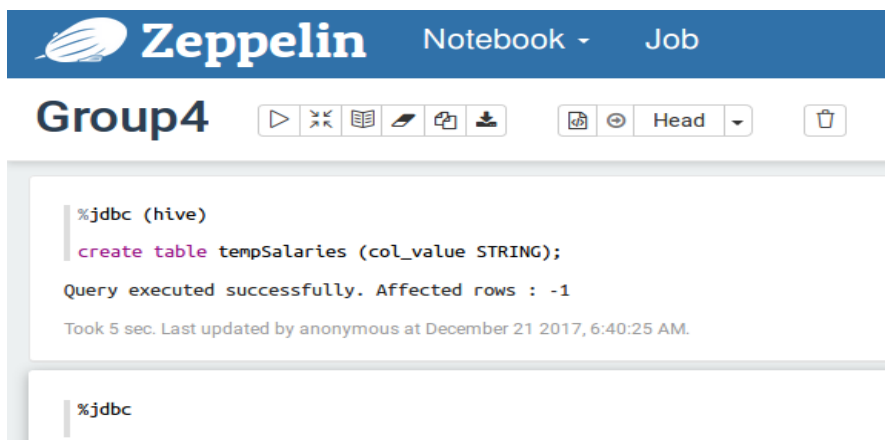 Zeppelin Notebook Job
Group4 Head
%jdbc (hive)
create table tempSalaries (col_value STRING);
Query executed successfully. Affected rows : -1
Took 5 sec. Last updated by anonymous at December 21 2017, 6:40:25 AM.
%jdbc